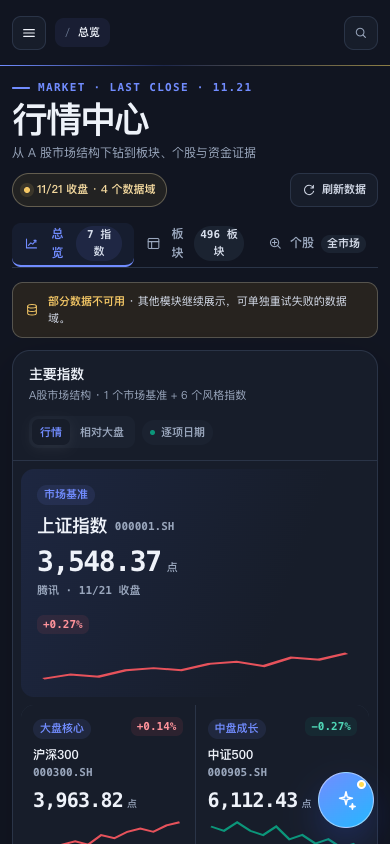 / 总览
MARKET · LAST CLOSE · 11.21
行情中心
从 A 股市场结构下钻到板块、个股与资金证据
11/21 收盘 · 4 个数据域
刷新数据
总览 7 指数
板块 496 板块
个股 全市场
部分数据不可用 · 其他模块继续展示，可单独重试失败的数据
域。
主要指数
A股市场结构 · 1 个市场基准 + 6 个风格指数
行情 相对大盘 逐项日期
市场基准
上证指数 000001.SH
3,548.37 点
腾讯 · 11/21 收盘
+0.27%
大盘核心 +0.14%
沪深300
000300.SH
3,963.82 点
中盘成长 −0.27%
中证500
000905.SH
6,112.43 点